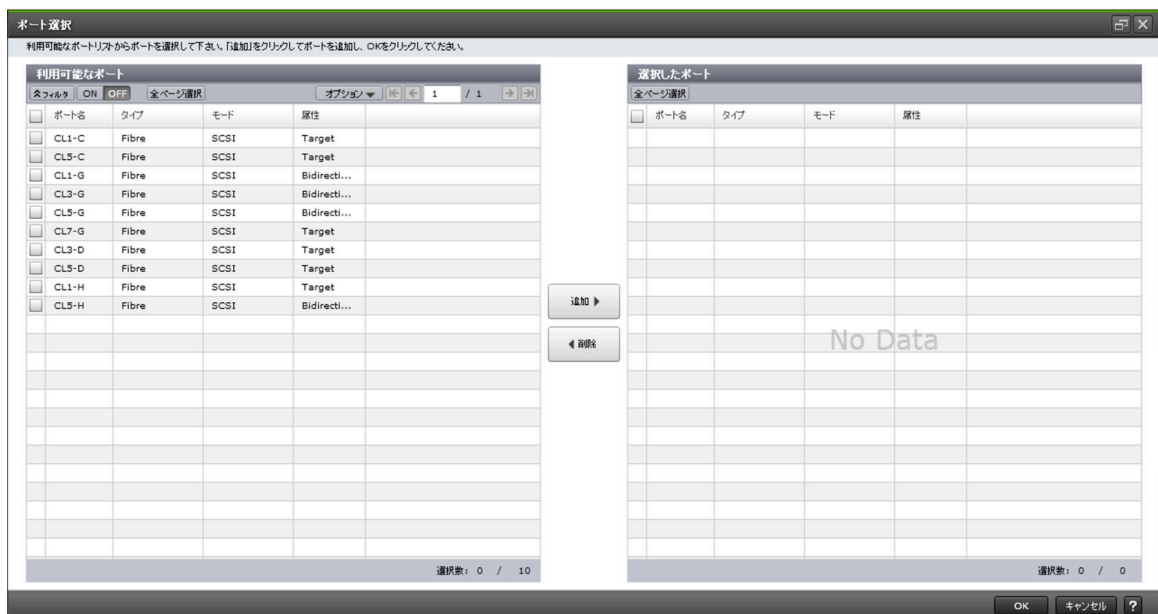 ポート選択
利用可能なポートリストからポートを選択して下さい。「追加」をクリックしてポートを追加し、OKをクリックしてください。
利用可能なポート
フィルタ ON OFF 全ページ選択 オプション 1 / 1
ポート名 タイプ モード 属性
CL1-C Fibre SCSI Target
CL5-C Fibre SCSI Target
CL1-G Fibre SCSI Bidirecti...
CL3-G Fibre SCSI Bidirecti...
CL5-G Fibre SCSI Bidirecti...
CL7-G Fibre SCSI Target
CL3-D Fibre SCSI Target
CL5-D Fibre SCSI Target
CL1-H Fibre SCSI Target
CL5-H Fibre SCSI Bidirecti...
選択数: 0 / 10
追加
削除
選択したポート
全ページ選択
ポート名 タイプ モード 属性
No Data
選択数: 0 / 0
OK キャンセル ?